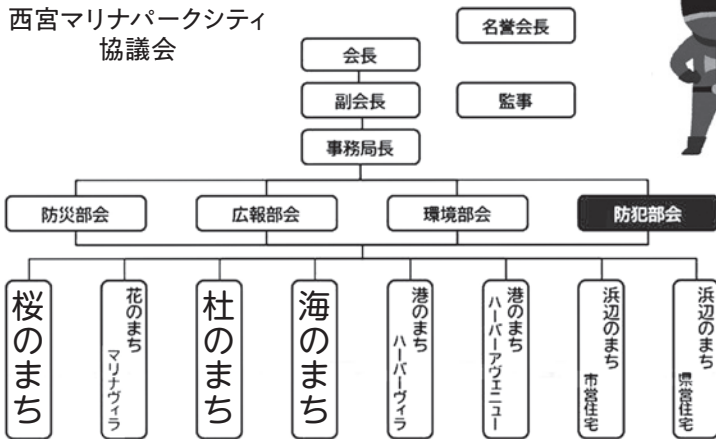 西宮マリナパークシティ
協議会
名誉会長
会長
副会長
監事
事務局長
防災部会
広報部会
環境部会
防犯部会
桜のまち
花のまち
マリナヴィラ
杜のまち
海のまち
港のまち
ハーバーヴィラ
港のまち
ハーバーアヴェニュー
浜辺のまち
市営住宅
浜辺のまち
県営住宅